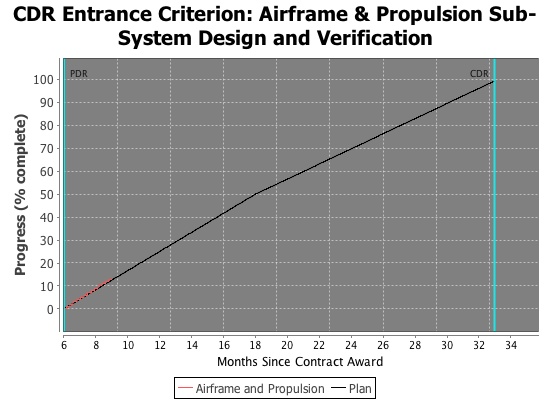 CDR Entrance Criterion: Airframe & Propulsion Sub-
System Design and Verification
PDR
CDR
100
90
80
70
60
50
40
30
20
10
0
Progress (% complete)
6 8 10 12 14 16 18 20 22 24 26 28 30 32 34
Months Since Contract Award
Airframe and Propulsion Plan